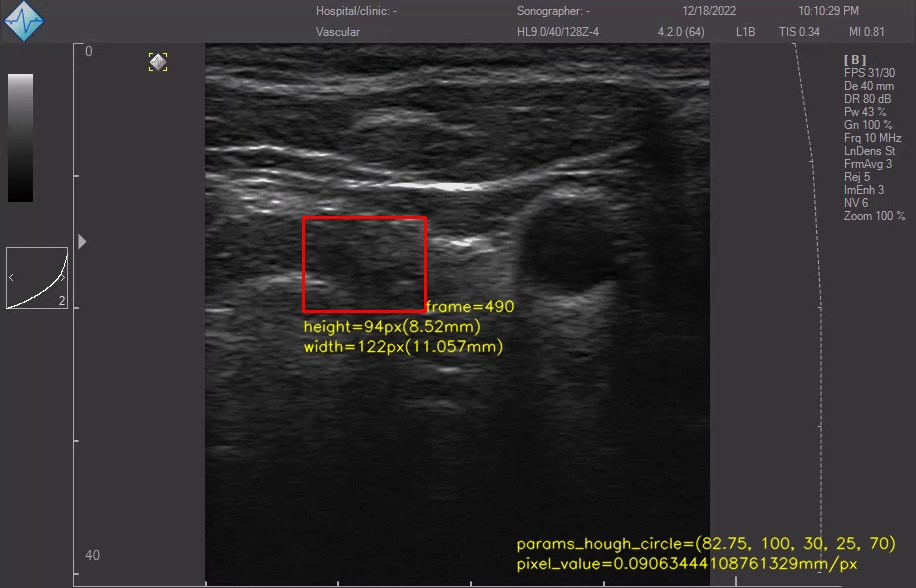 Hospital/clinic: - Sonographer: - 12/18/2022 10:10:29 PM
Vascular HL9.0/40/128Z-4 4.2.0 (64) L1B TIS 0.34 MI 0.81
0
[ B ]
FPS 31/30
De 40 mm
DR 80 dB
Pw 43 %
Gn 100 %
Frq 10 MHz
LnDens St
FrmAvg 3
Rej 5
ImEnh 3
NV 6
Zoom 100 %
2
frame=490
height=94px(8.52mm)
width=122px(11.057mm)
params_hough_circle=(82.75, 100, 30, 25, 70)
40
pixel_value=0.09063444108761329mm/px